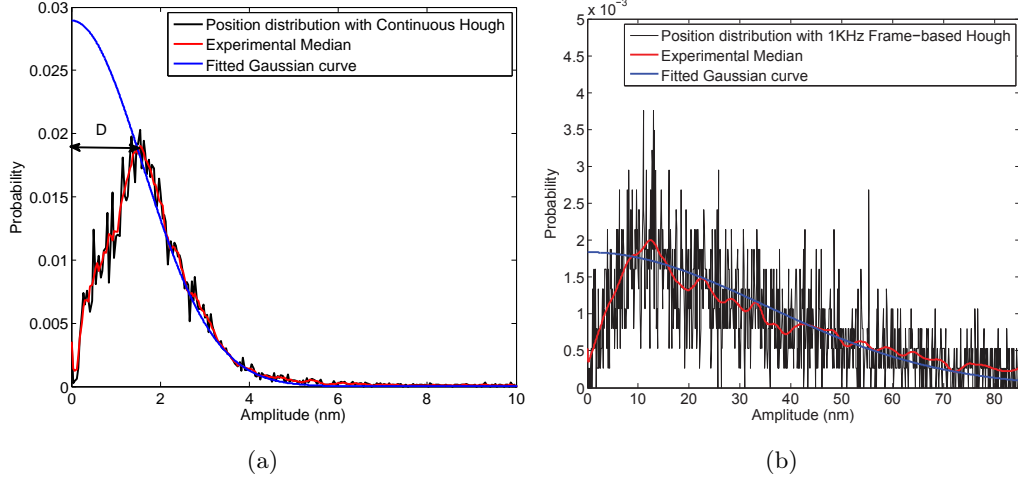 0.03
0.025
0.02
0.015
0.01
0.005
0
Probability
0 2 4 6 8 10
Amplitude (nm)
Position distribution with Continuous Hough
Experimental Median
Fitted Gaussian curve
D
(a)
5 x 10⁻³
4.5
4
3.5
3
2.5
2
1.5
1
0.5
0
Probability
0 10 20 30 40 50 60 70 80
Amplitude (nm)
Position distribution with 1KHz Frame−based Hough
Experimental Median
Fitted Gaussian curve
(b)